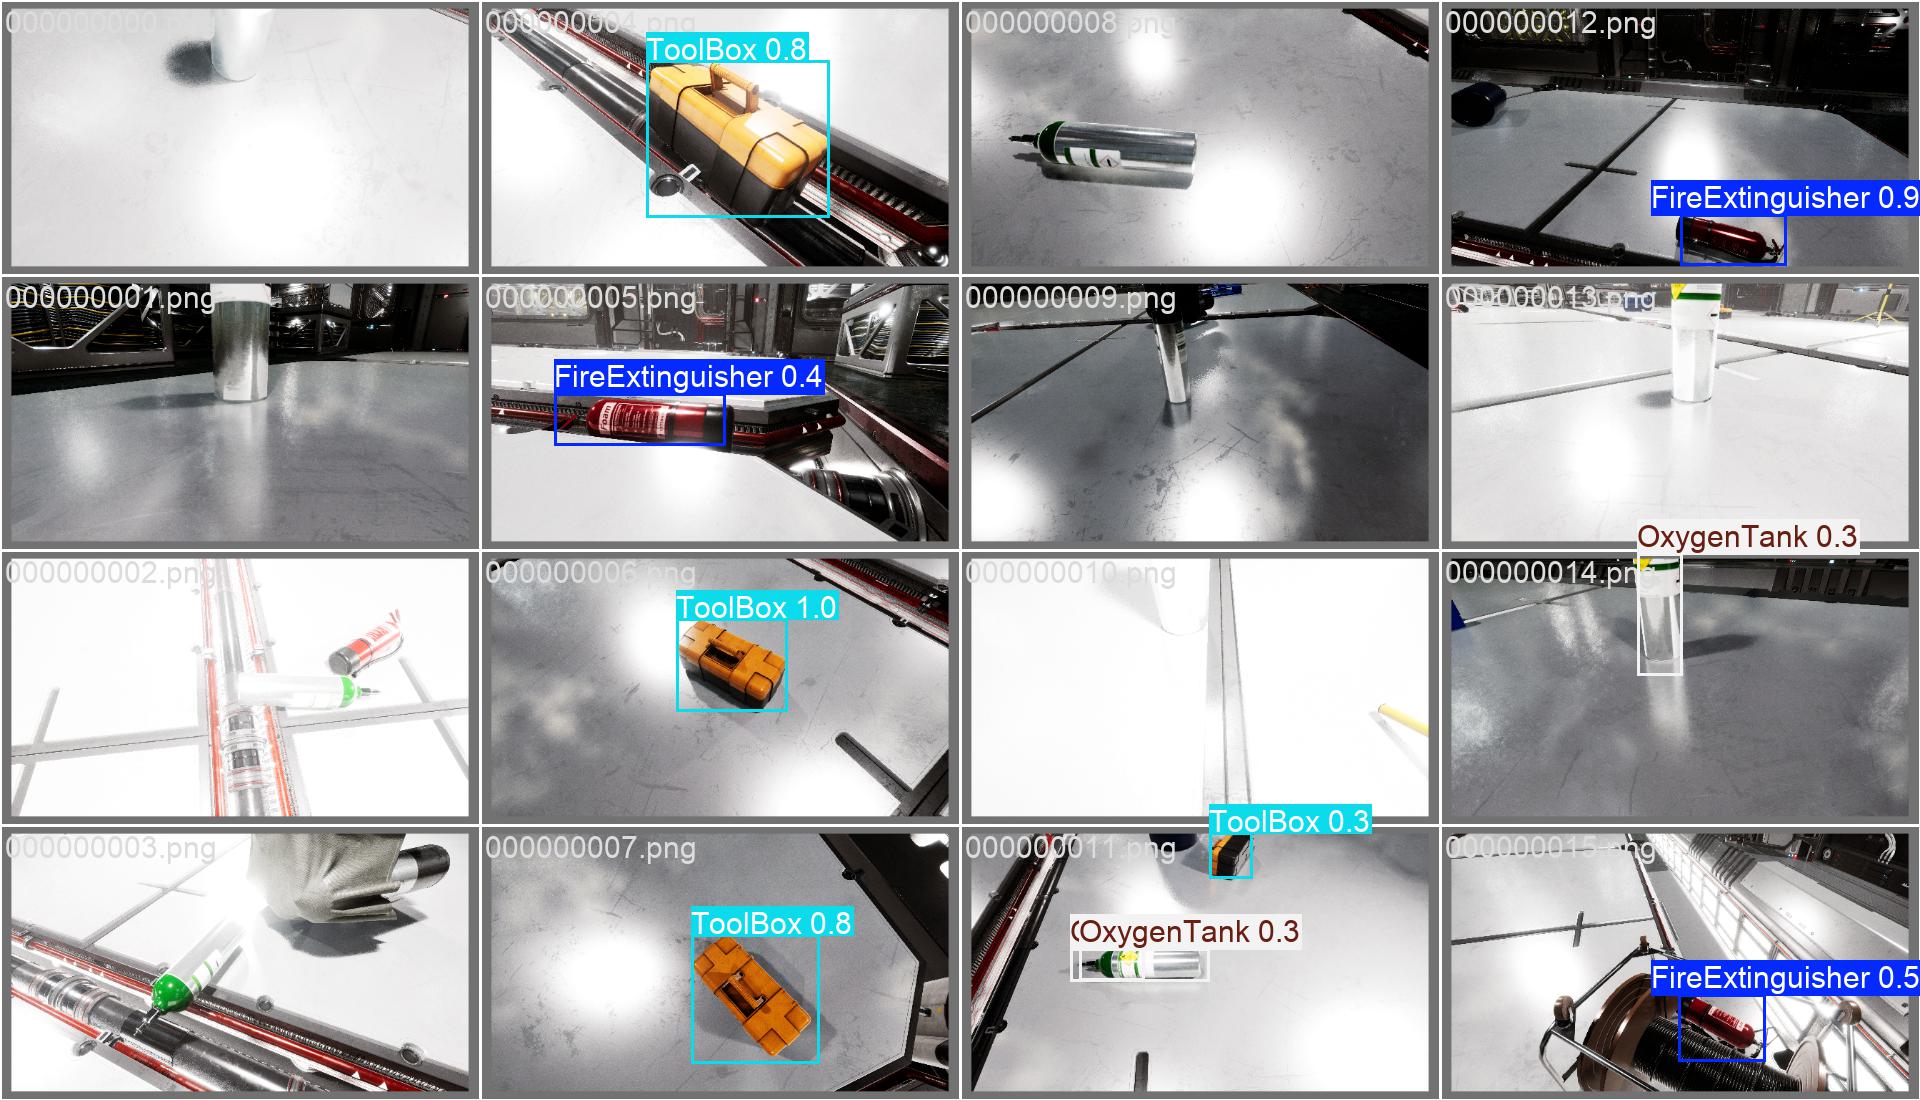 000000000.png
000000004.png
ToolBox 0.8
000000008.png
000000012.png
FireExtinguisher 0.9
000000001.png
000000005.png
FireExtinguisher 0.4
Foam
000000009.png
000000013.png
000000002.png
000000006.png
ToolBox 1.0
000000010.png
OxygenTank 0.3
000000014.png
000000003.png
000000007.png
ToolBox 0.8
ToolBox 0.3
000000011.png
OxygenTank 0.3
000000015.png
FireExtinguisher 0.5